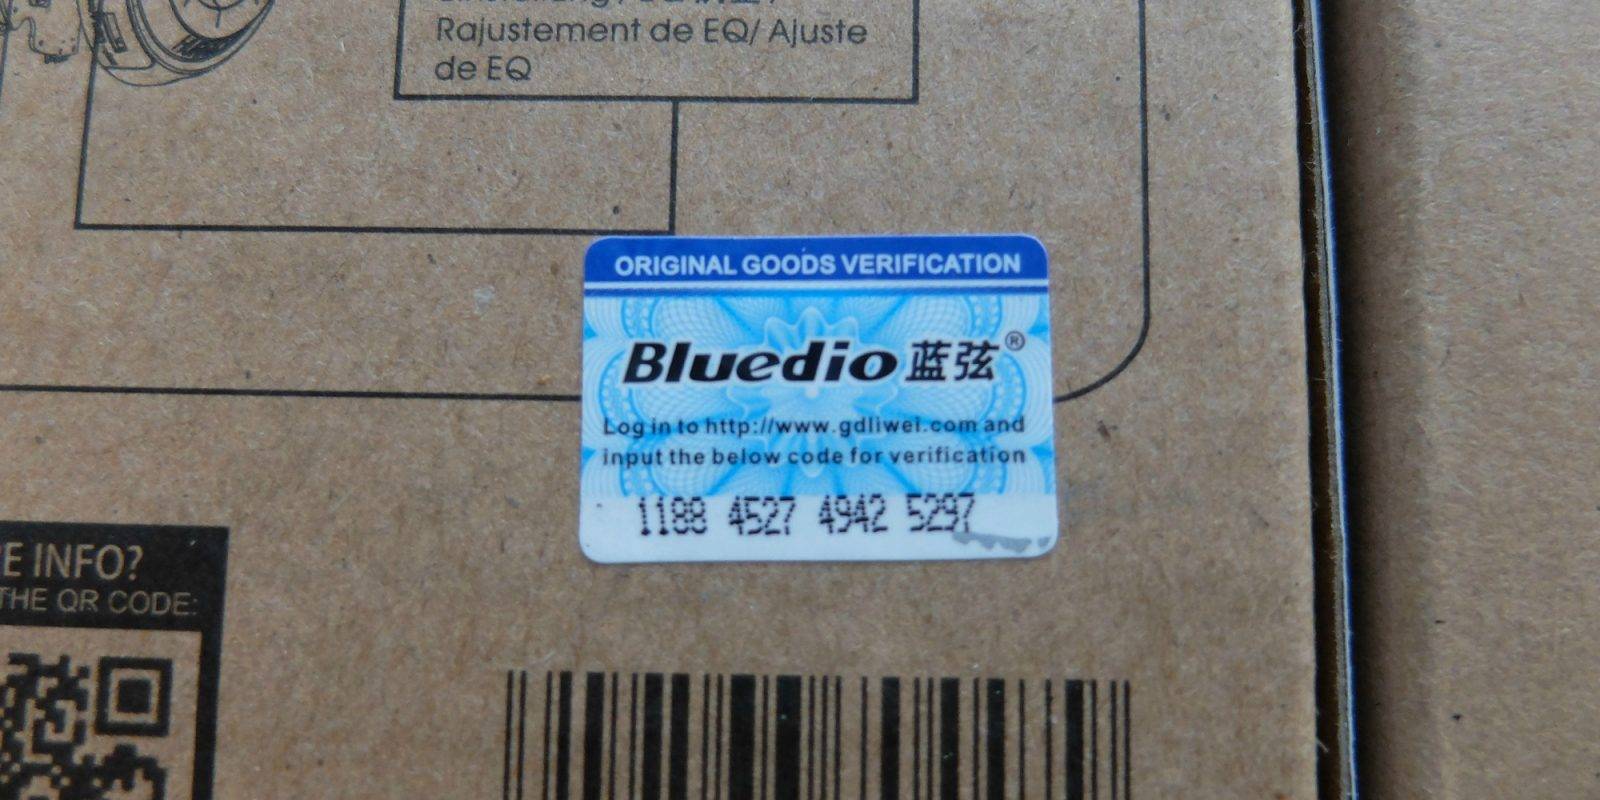 Rajustement de EQ/ Ajuste
de EQ
ORIGINAL GOODS VERIFICATION
Bluedio 蓝弦®
Log in to http://www.gdliwei.com and
input the below code for verification
1188 4527 4942 5297
E INFO?
THE QR CODE: